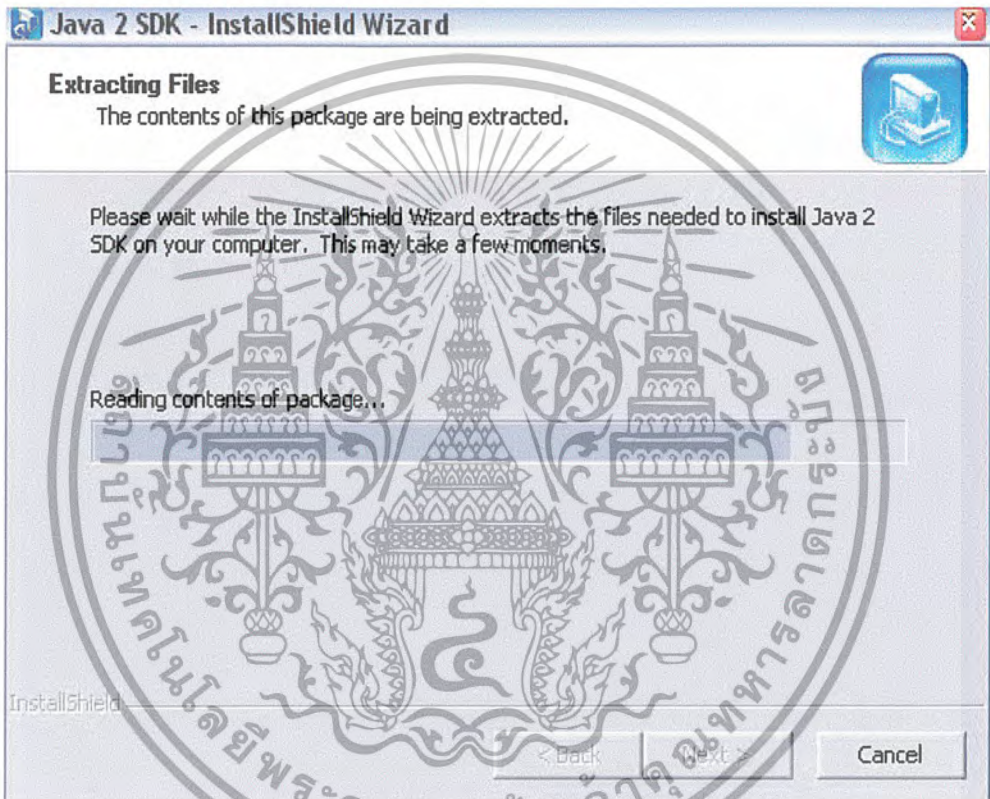 Java 2 SDK - InstallShield Wizard
Extracting Files
The contents of this package are being extracted.
Please wait while the InstallShield Wizard extracts the files needed to install Java 2
SDK on your computer. This may take a few moments.
Reading contents of package...
InstallShield
< Back
Next >
Cancel